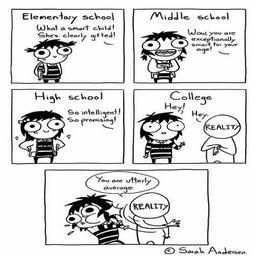 Elementary school
What a smart child!
She's clearly gifted!
Middle school
Wow, you are
exceptionally
smart for your
age!
High school
So intelligent!
So promising!
College
Hey!
Hey.
REALITY
You are utterly
average.
REALITY
© Sarah Andersen